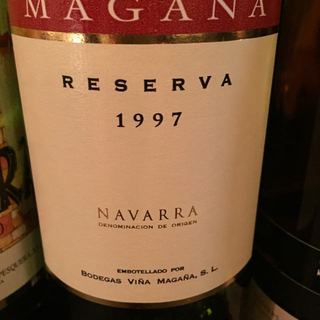 MAGAÑA
RESERVA
1997
NAVARRA
DENOMINACION DE ORIGEN
EMBOTELLADO POR
BODEGAS VIÑA MAGAÑA, S. L.